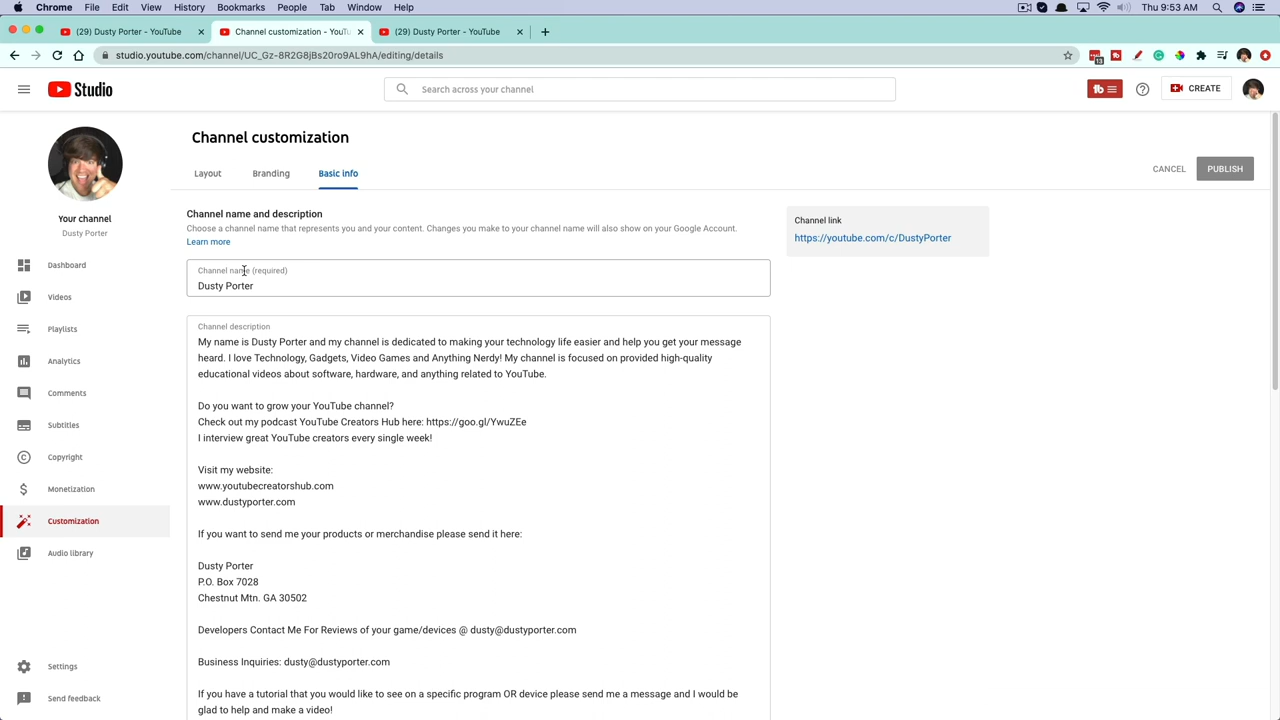 Chrome File Edit View History Bookmarks People Tab Window Help Thu 9:53 AM
(29) Dusty Porter - YouTube Channel customization - YouT (29) Dusty Porter - YouTube
studio.youtube.com/channel/UC_Gz-8R2G8jBs20ro9AL9hA/editing/details
13
Studio Search across your channel CREATE
Channel customization
Layout Branding Basic info CANCEL PUBLISH
Your channel
Dusty Porter
Dashboard
Videos
Playlists
Analytics
Comments
Subtitles
Copyright
Monetization
Customization
Audio library
Settings
Send feedback
Channel name and description
Choose a channel name that represents you and your content. Changes you make to your channel name will also show on your Google Account.
Learn more
Channel name (required)
Dusty Porter
Channel description
My name is Dusty Porter and my channel is dedicated to making your technology life easier and help you get your message
heard. I love Technology, Gadgets, Video Games and Anything Nerdy! My channel is focused on provided high-quality
educational videos about software, hardware, and anything related to YouTube.
Do you want to grow your YouTube channel?
Check out my podcast YouTube Creators Hub here: https://goo.gl/YwuZEe
I interview great YouTube creators every single week!
Visit my website:
www.youtubecreatorshub.com
www.dustyporter.com
If you want to send me your products or merchandise please send it here:
Dusty Porter
P.O. Box 7028
Chestnut Mtn. GA 30502
Developers Contact Me For Reviews of your game/devices @ dusty@dustyporter.com
Business Inquiries: dusty@dustyporter.com
If you have a tutorial that you would like to see on a specific program OR device please send me a message and I would be
glad to help and make a video!
Channel link
https://youtube.com/c/DustyPorter